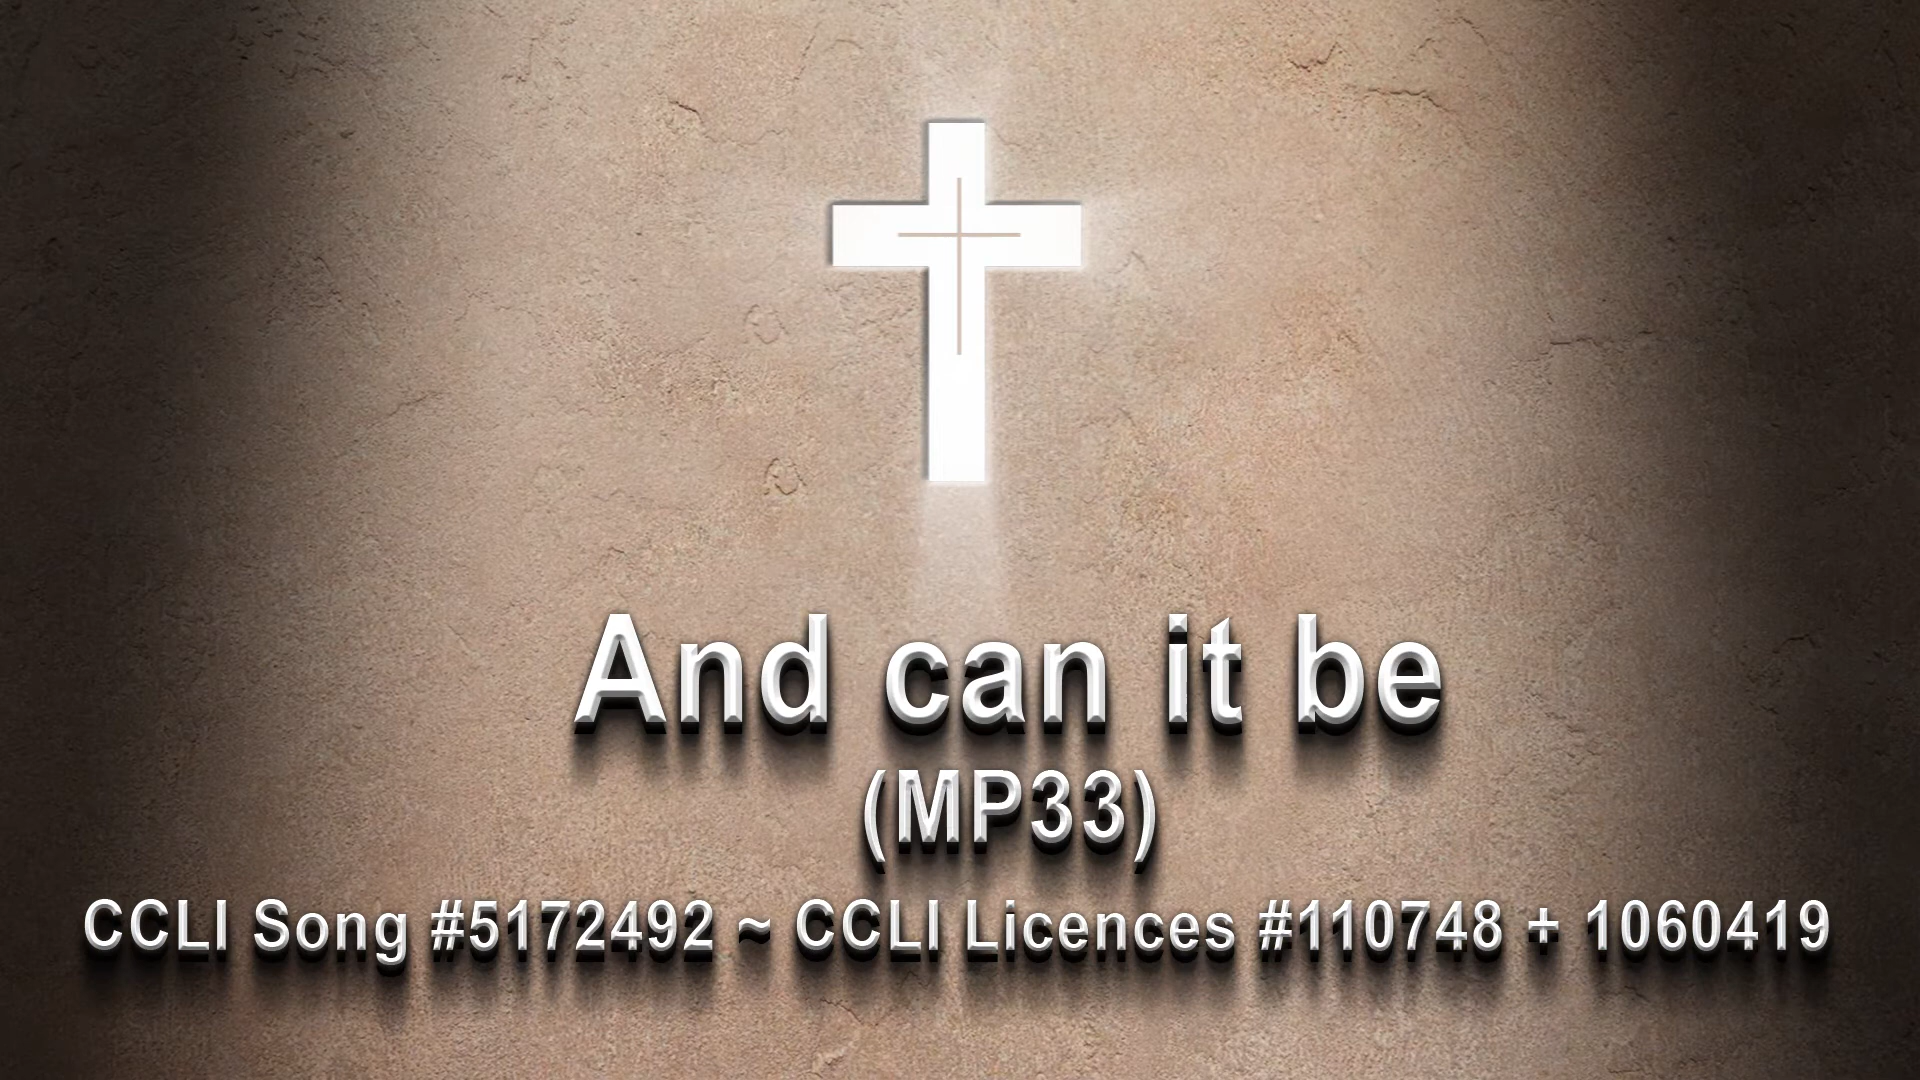 And can it be
(MP33)
CCLI Song #5172492 ~ CCLI Licences #110748 + 1060419